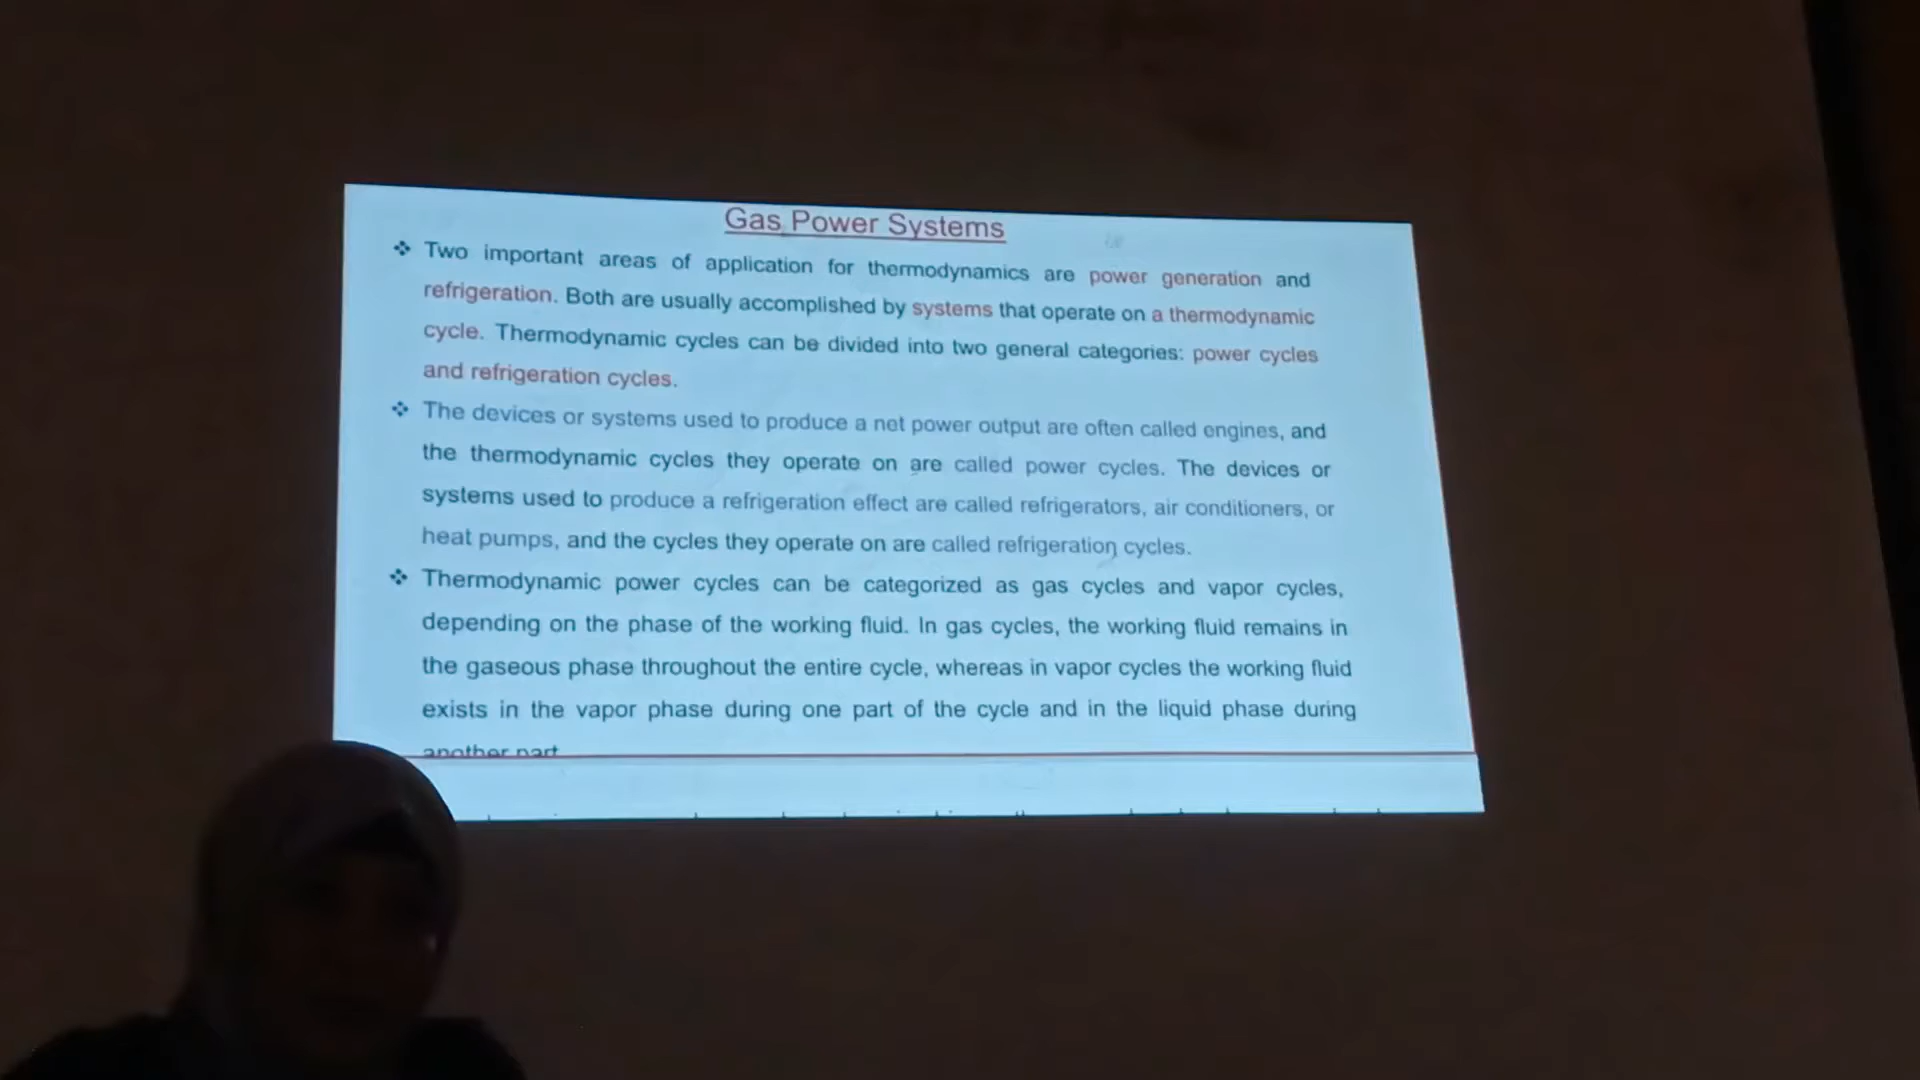 Gas Power Systems
❖ Two important areas of application for thermodynamics are power generation and
refrigeration. Both are usually accomplished by systems that operate on a thermodynamic
cycle. Thermodynamic cycles can be divided into two general categories: power cycles
and refrigeration cycles.
❖ The devices or systems used to produce a net power output are often called engines, and
the thermodynamic cycles they operate on are called power cycles. The devices or
systems used to produce a refrigeration effect are called refrigerators, air conditioners, or
heat pumps, and the cycles they operate on are called refrigeration cycles.
❖ Thermodynamic power cycles can be categorized as gas cycles and vapor cycles,
depending on the phase of the working fluid. In gas cycles, the working fluid remains in
the gaseous phase throughout the entire cycle, whereas in vapor cycles the working fluid
exists in the vapor phase during one part of the cycle and in the liquid phase during
another part